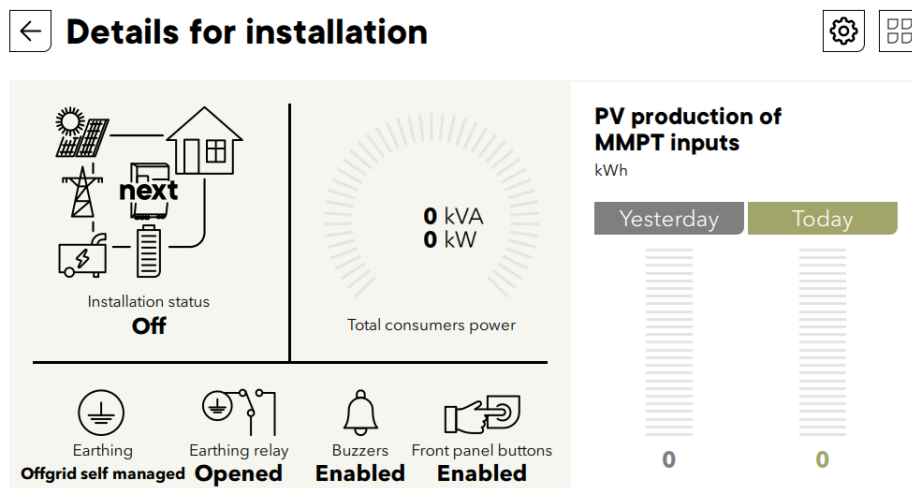 Details for installation
next
Installation status
Off
0 kVA
0 kW
Total consumers power
Earthing
Offgrid self managed
Earthing relay
Opened
Buzzers
Enabled
Front panel buttons
Enabled
PV production of
MMPT inputs
kWh
Yesterday
Today
0
0